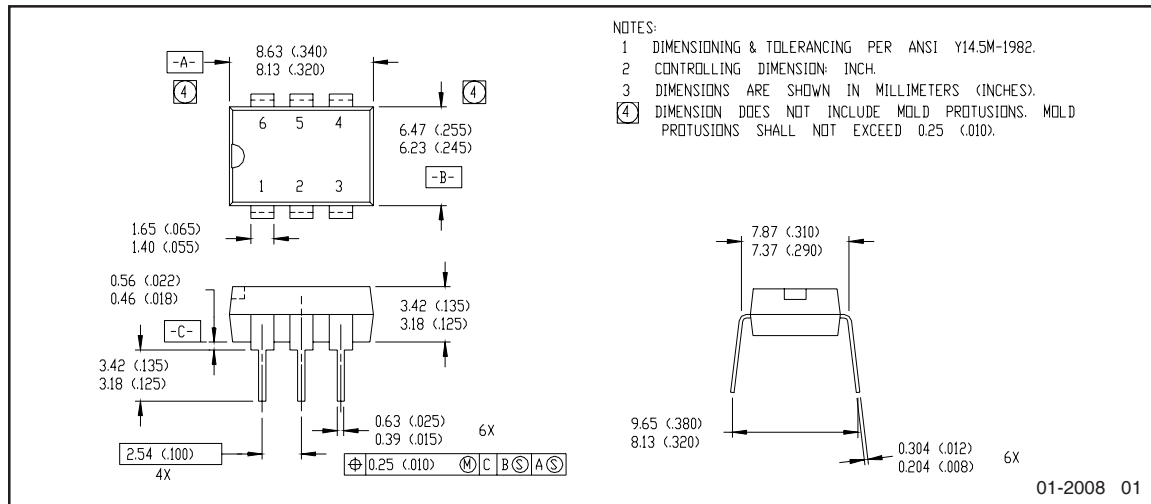 NOTES:
1 DIMENSIONING & TOLERANCING PER ANSI Y14.5M-1982.
2 CONTROLLING DIMENSION: INCH.
3 DIMENSIONS ARE SHOWN IN MILLIMETERS (INCHES).
4 DIMENSION DOES NOT INCLUDE MOLD PROTUSIONS. MOLD
PROTUSIONS SHALL NOT EXCEED 0.25 (.010).
-A-
8.63 (.340)
8.13 (.320)
4
4
6 5 4
1 2 3
6.47 (.255)
6.23 (.245)
-B-
1.65 (.065)
1.40 (.055)
0.56 (.022)
0.46 (.018)
-C-
3.42 (.135)
3.18 (.125)
3.42 (.135)
3.18 (.125)
2.54 (.100)
4X
0.63 (.025)
0.39 (.015)
6X
⌖ 0.25 (.010) Ⓜ C B Ⓢ A Ⓢ
7.87 (.310)
7.37 (.290)
9.65 (.380)
8.13 (.320)
0.304 (.012)
0.204 (.008)
6X
01-2008 01